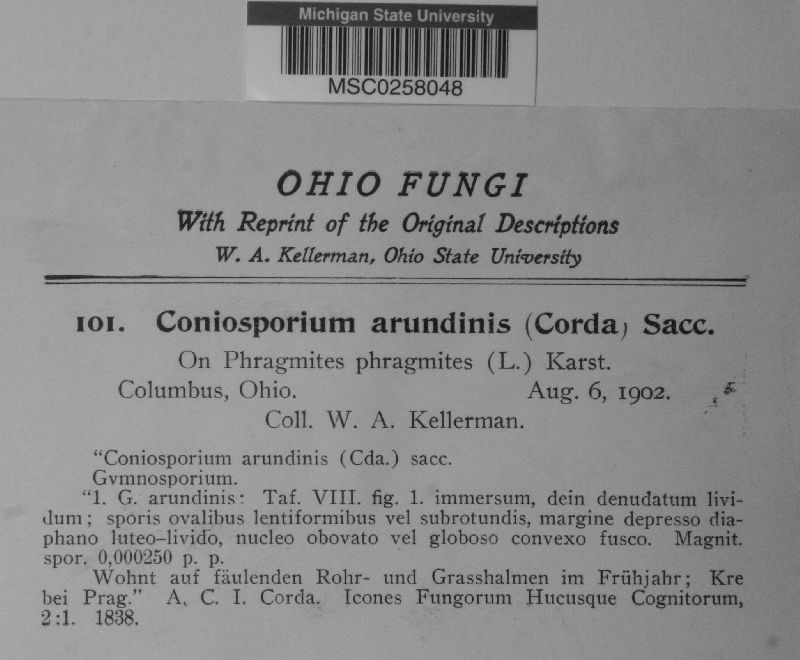 Michigan State University
MSC0258048
OHIO FUNGI
With Reprint of the Original Descriptions
W. A. Kellerman, Ohio State University
101. Coniosporium arundinis (Corda) Sacc.
On Phragmites phragmites (L.) Karst.
Columbus, Ohio. Aug. 6, 1902.
Coll. W. A. Kellerman.
“Coniosporium arundinis (Cda.) sacc.
Gvmnosporium.
“1. G. arundinis: Taf. VIII. fig. 1. immersum, dein denudatum livi-
dum; sporis ovalibus lentiformibus vel subrotundis, margine depresso dia-
phano luteo-livido, nucleo obovato vel globoso convexo fusco. Magnit.
spor. 0,000250 p. p.
Wohnt auf fäulenden Rohr- und Grasshalmen im Frühjahr; Kre
bei Prag.” A. C. I. Corda. Icones Fungorum Hucusque Cognitorum,
2:1. 1838.